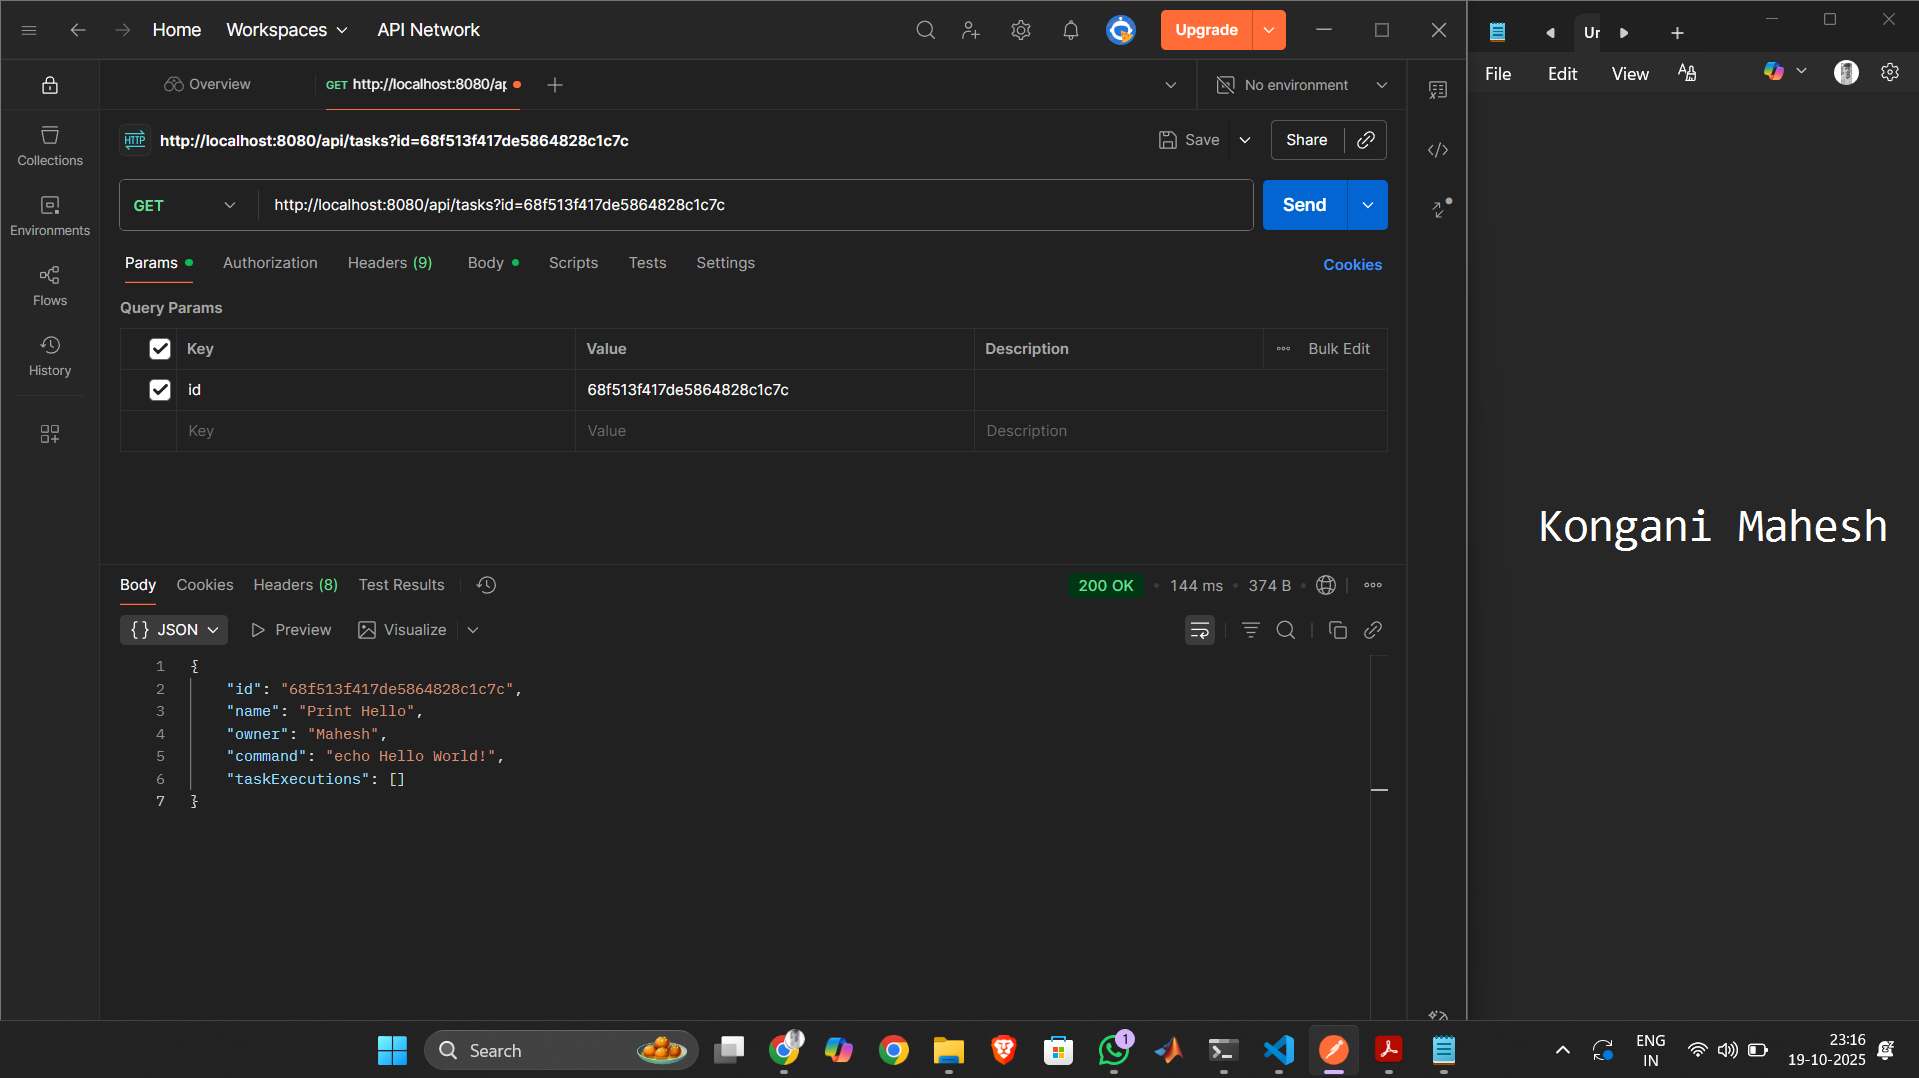 Home
Workspaces
API Network
Upgrade
Overview
GET http://localhost:8080/ap
No environment
HTTP
http://localhost:8080/api/tasks?id=68f513f417de5864828c1c7c
Save
Share
Collections
Environments
Flows
History
GET
http://localhost:8080/api/tasks?id=68f513f417de5864828c1c7c
Send
Params
Authorization
Headers (9)
Body
Scripts
Tests
Settings
Cookies
Query Params
Key
Value
Description
Bulk Edit
id
68f513f417de5864828c1c7c
Key
Value
Description
Body
Cookies
Headers (8)
Test Results
200 OK
144 ms
374 B
{} JSON
Preview
Visualize
1 {
2 "id": "68f513f417de5864828c1c7c",
3 "name": "Print Hello",
4 "owner": "Mahesh",
5 "command": "echo Hello World!",
6 "taskExecutions": []
7 }
Ur
File
Edit
View
Kongani Mahesh
Search
1
ENG
IN
23:16
19-10-2025